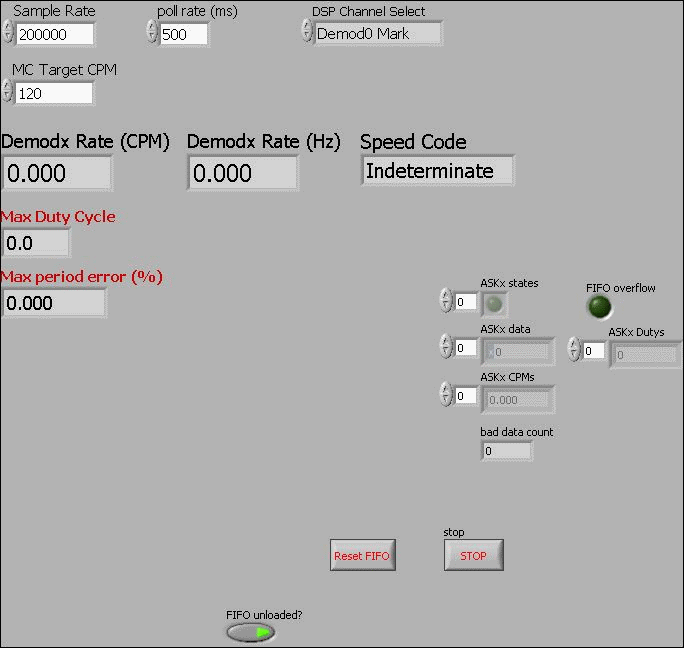 Sample Rate
200000
poll rate (ms)
500
DSP Channel Select
Demod0 Mark
MC Target CPM
120
Demodx Rate (CPM)
0.000
Demodx Rate (Hz)
0.000
Speed Code
Indeterminate
Max Duty Cycle
0.0
Max period error (%)
0.000
ASKx states
0
FIFO overflow
ASKx data
0
x0
ASKx Dutys
0
0
ASKx CPMs
0
0.000
bad data count
0
Reset FIFO
stop
STOP
FIFO unloaded?